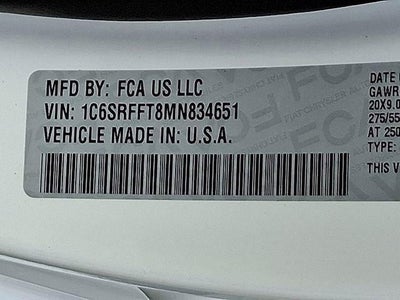 MFD BY: FCA US LLC
VIN: 1C6SRFFT8MN834651
VEHICLE MADE IN: U.S.A.
DATE
GAWR
20X9.0
275/55
AT 250
TYPE:
THIS V